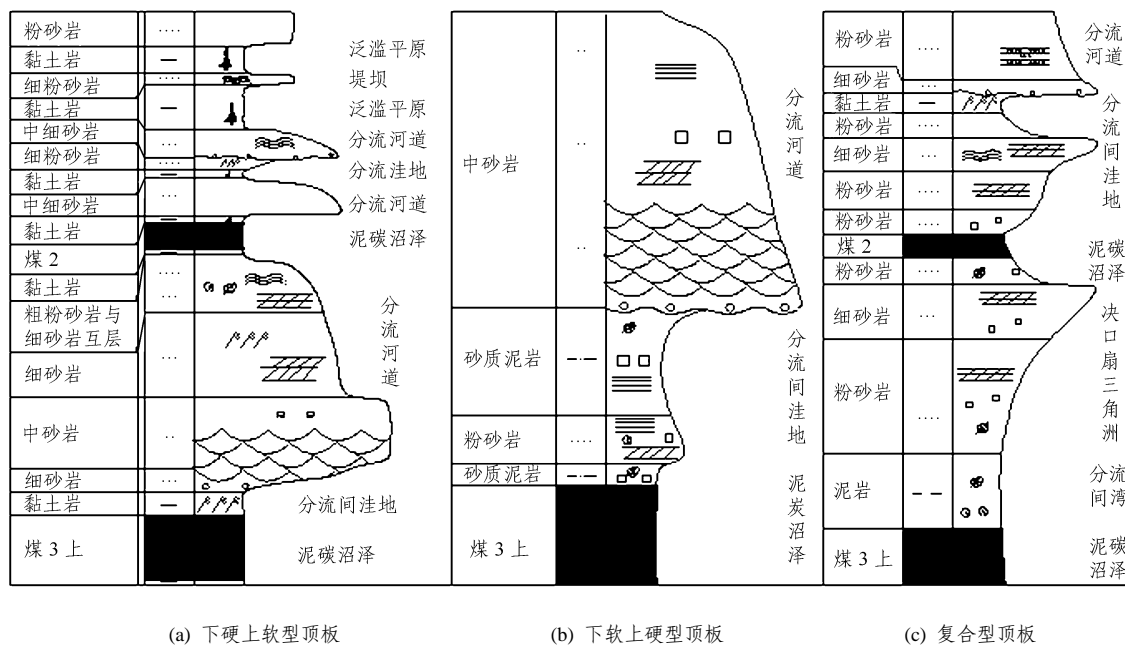 粉砂岩
黏土岩
细粉砂岩
黏土岩
中细砂岩
细粉砂岩
黏土岩
中细砂岩
黏土岩
煤 2
黏土岩
粗粉砂岩与
细砂岩互层
细砂岩
中砂岩
细砂岩
黏土岩
煤 3 上
泛滥平原
堤坝
泛滥平原
分流河道
分流洼地
分流河道
泥碳沼泽
分流河道
分流间洼地
泥碳沼泽
(a) 下硬上软型顶板
中砂岩
砂质泥岩
粉砂岩
砂质泥岩
煤 3 上
分流河道
分流间洼地
泥炭沼泽
(b) 下软上硬型顶板
粉砂岩
细砂岩
黏土岩
粉砂岩
细砂岩
粉砂岩
粉砂岩
煤 2
粉砂岩
细砂岩
粉砂岩
泥岩
煤 3 上
分流
河道
分流间洼地
泥碳
沼泽
决口扇三角洲
分流
间湾
泥碳
沼泽
(c) 复合型顶板